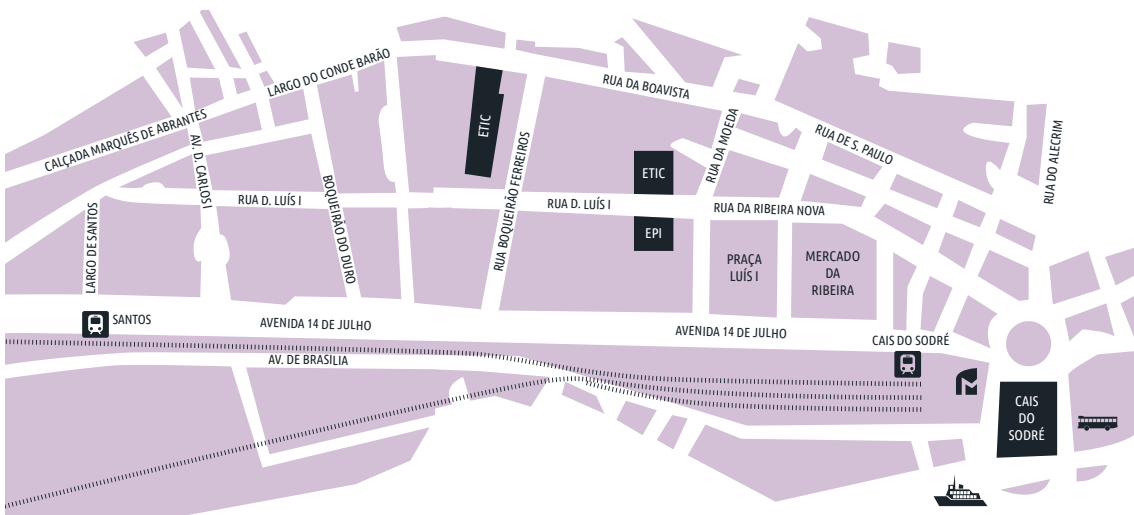 LARGO DO CONDE BARÃO
RUA DA BOAVISTA
CALÇADA MARQUÊS DE ABRANTES
ETIC
RUA DA MOEDA
RUA DE S. PAULO
RUA DO ALECRIM
AV. D. CARLOS I
BOQUEIRÃO DO DURO
RUA BOQUEIRÃO FERREIROS
ETIC
RUA D. LUÍS I
RUA D. LUÍS I
RUA DA RIBEIRA NOVA
LARGO DE SANTOS
EPI
PRAÇA
LUÍS I
MERCADO
DA
RIBEIRA
SANTOS
AVENIDA 14 DE JULHO
AVENIDA 14 DE JULHO
CAIS DO SODRÉ
AV. DE BRASÍLIA
CAIS
DO
SODRÉ